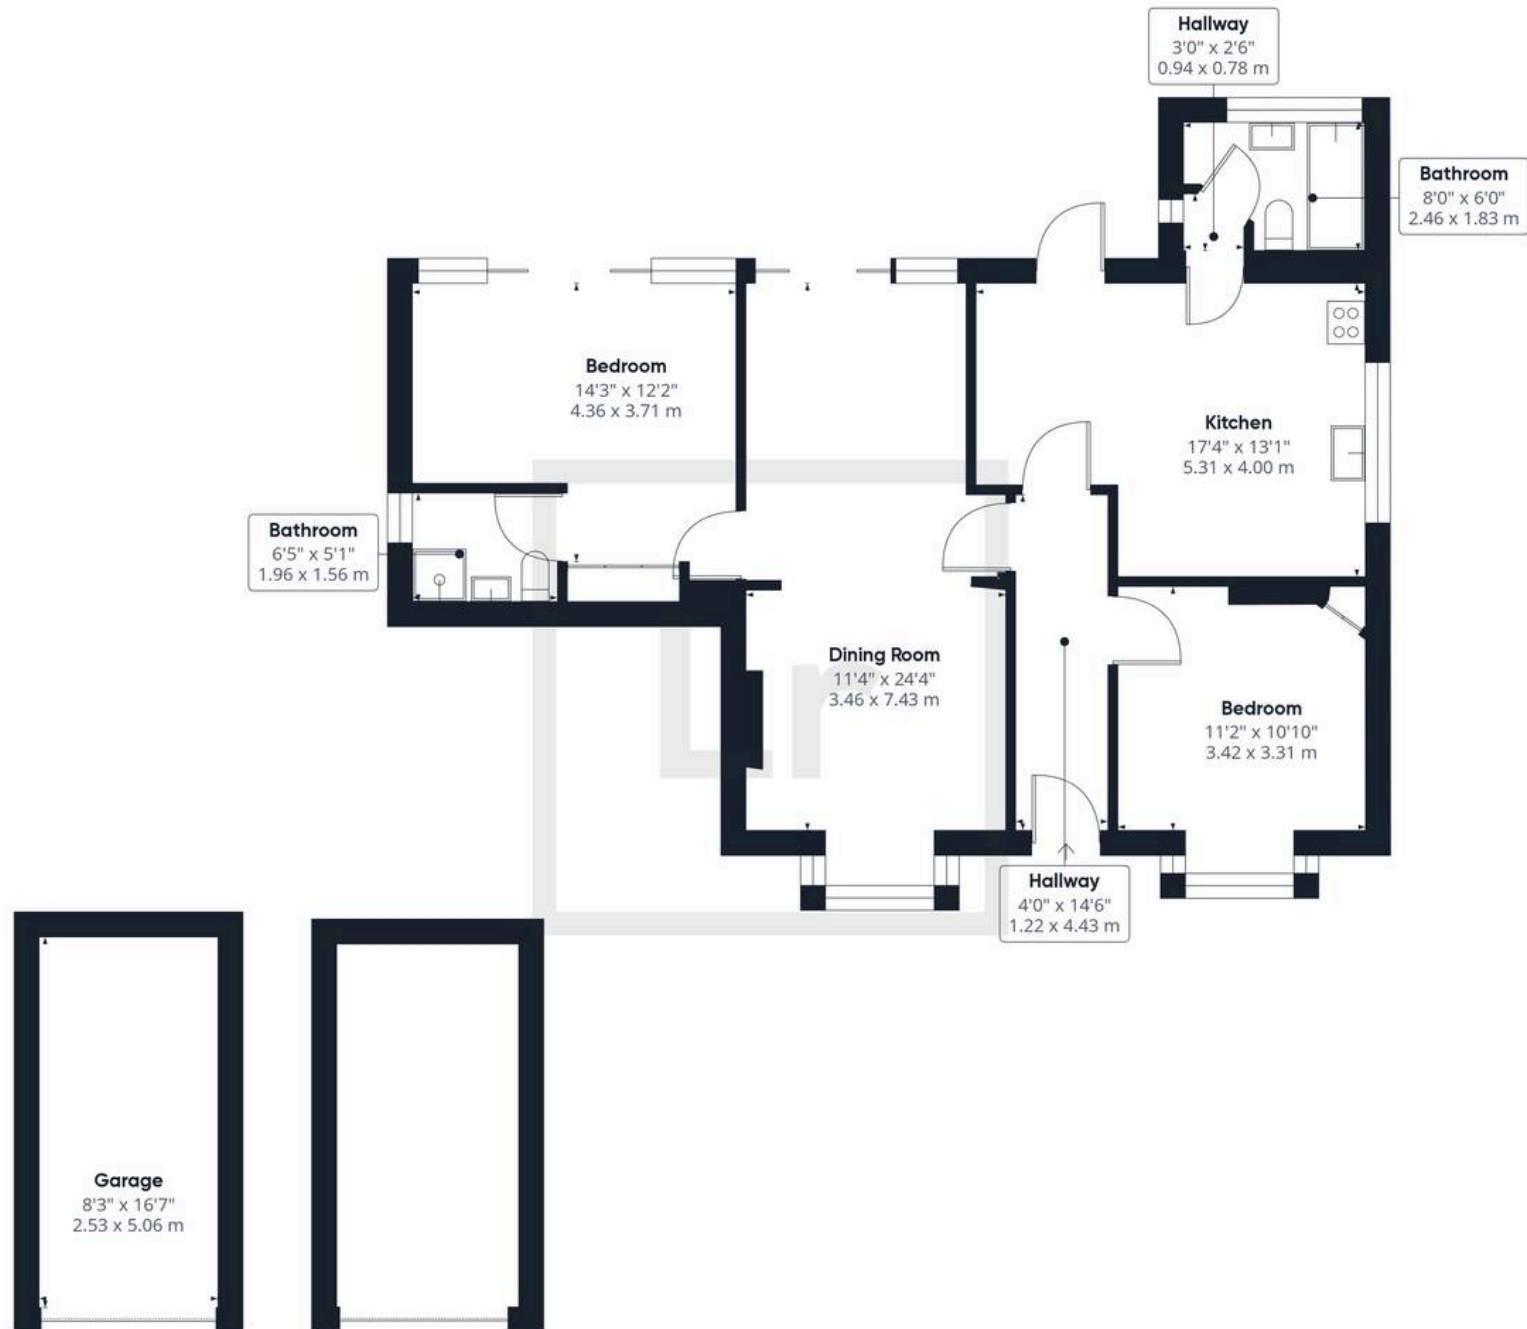 Hallway
3'0" x 2'6"
0.94 x 0.78 m
Bathroom
8'0" x 6'0"
2.46 x 1.83 m
Bedroom
14'3" x 12'2"
4.36 x 3.71 m
Kitchen
17'4" x 13'1"
5.31 x 4.00 m
Bathroom
6'5" x 5'1"
1.96 x 1.56 m
Dining Room
11'4" x 24'4"
3.46 x 7.43 m
Bedroom
11'2" x 10'10"
3.42 x 3.31 m
Lr
Hallway
4'0" x 14'6"
1.22 x 4.43 m
Garage
8'3" x 16'7"
2.53 x 5.06 m